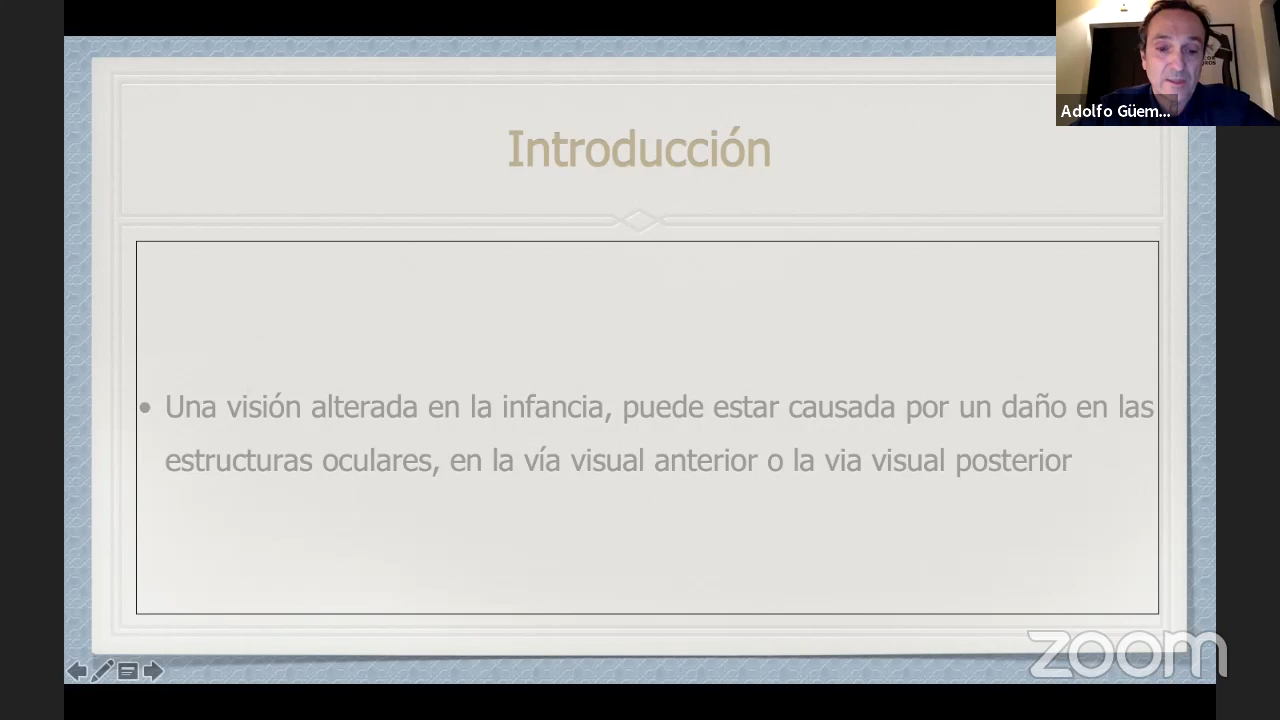 Introducción
• Una visión alterada en la infancia, puede estar causada por un daño en las
estructuras oculares, en la vía visual anterior o la via visual posterior
Adolfo Güem...
zoom